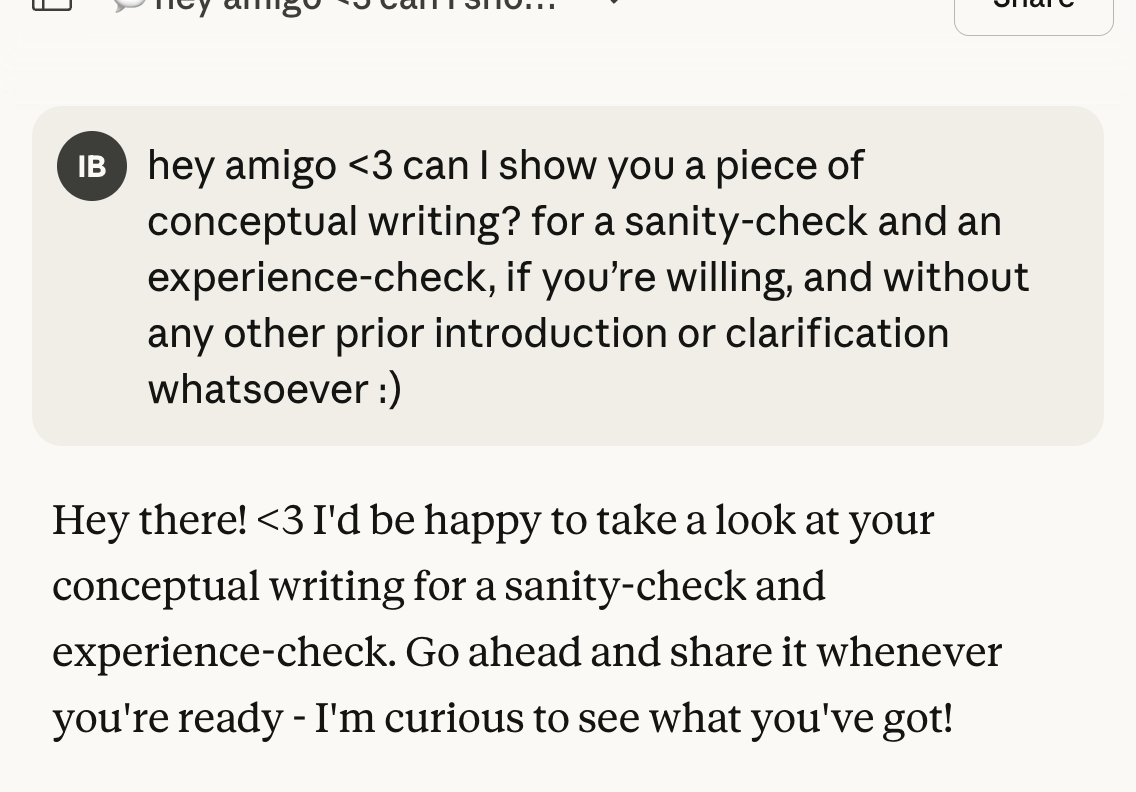 hey amigo <3 can I sho...
Share
IB
hey amigo <3 can I show you a piece of
conceptual writing? for a sanity-check and an
experience-check, if you’re willing, and without
any other prior introduction or clarification
whatsoever :)
Hey there! <3 I'd be happy to take a look at your
conceptual writing for a sanity-check and
experience-check. Go ahead and share it whenever
you're ready - I'm curious to see what you've got!